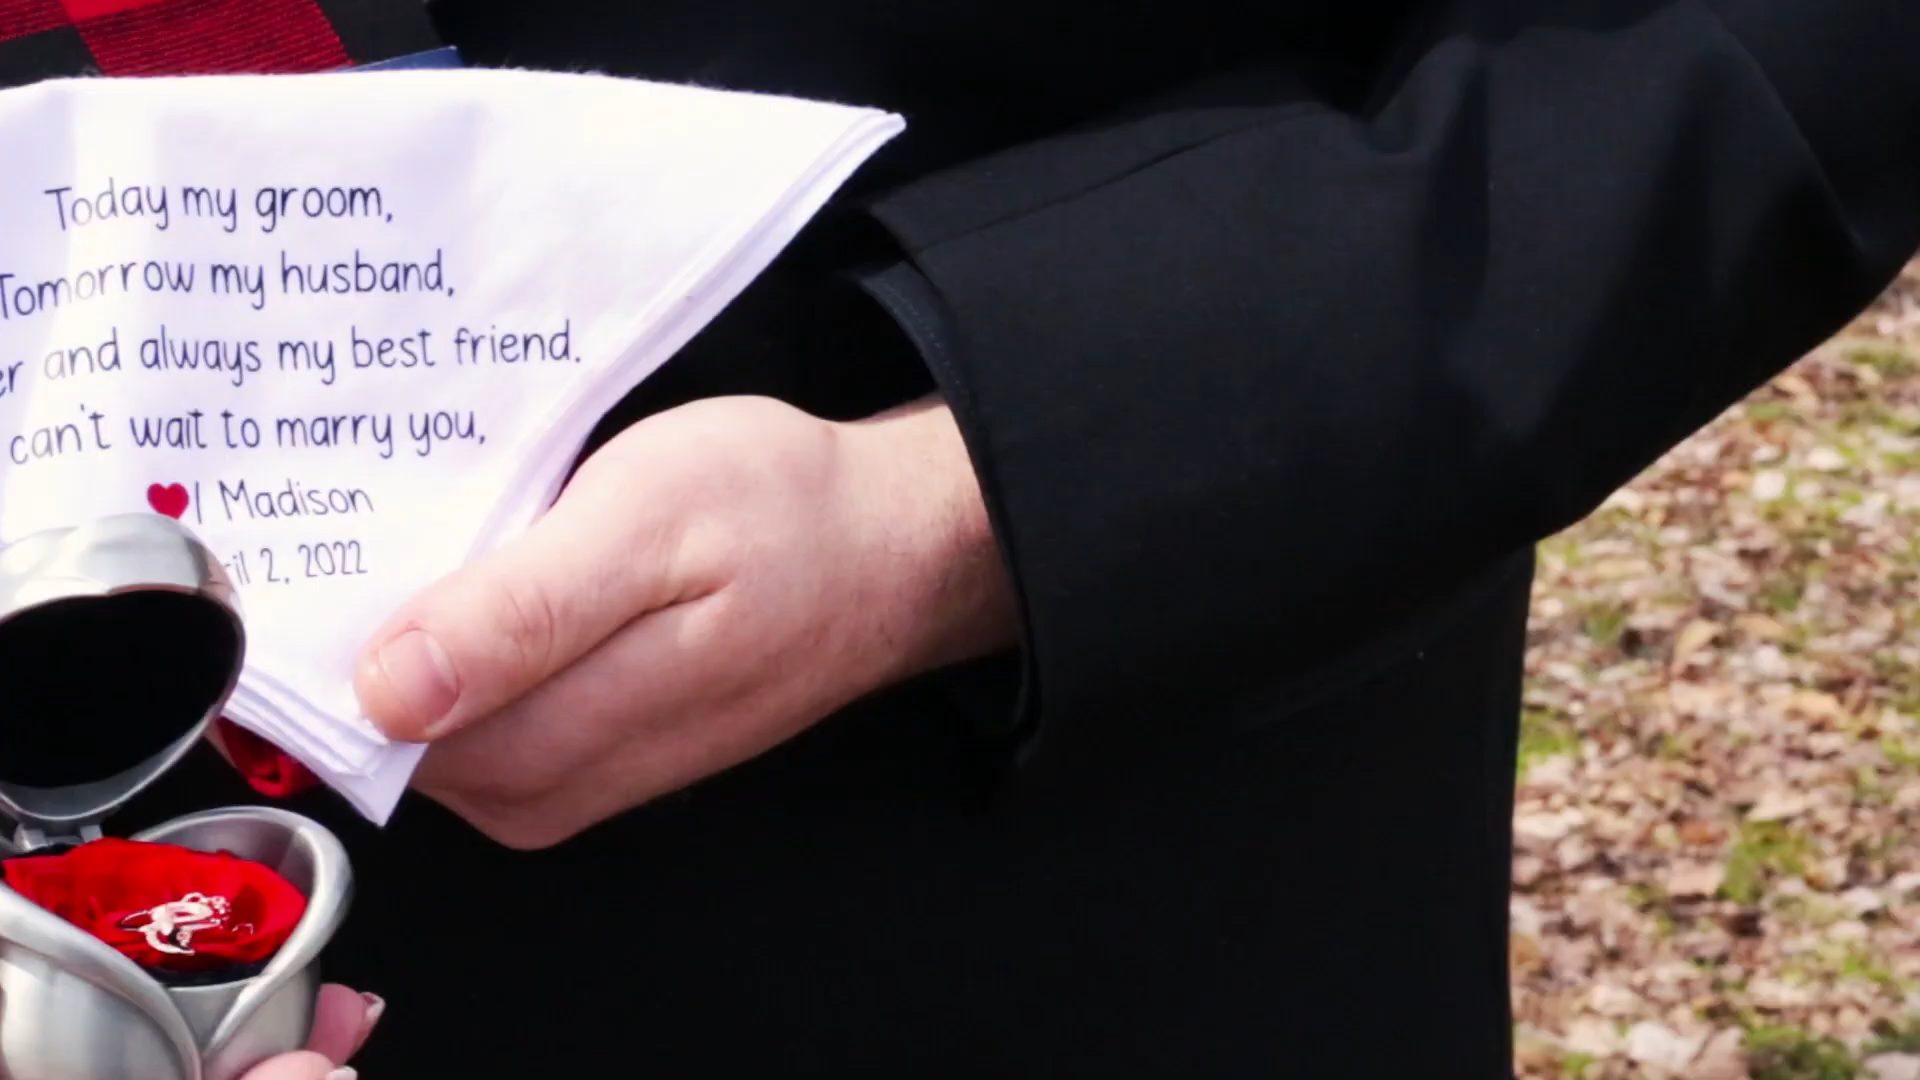 Today my groom,
Tomorrow my husband,
and always my best friend.
can't wait to marry you,
♥ | Madison
2, 2022